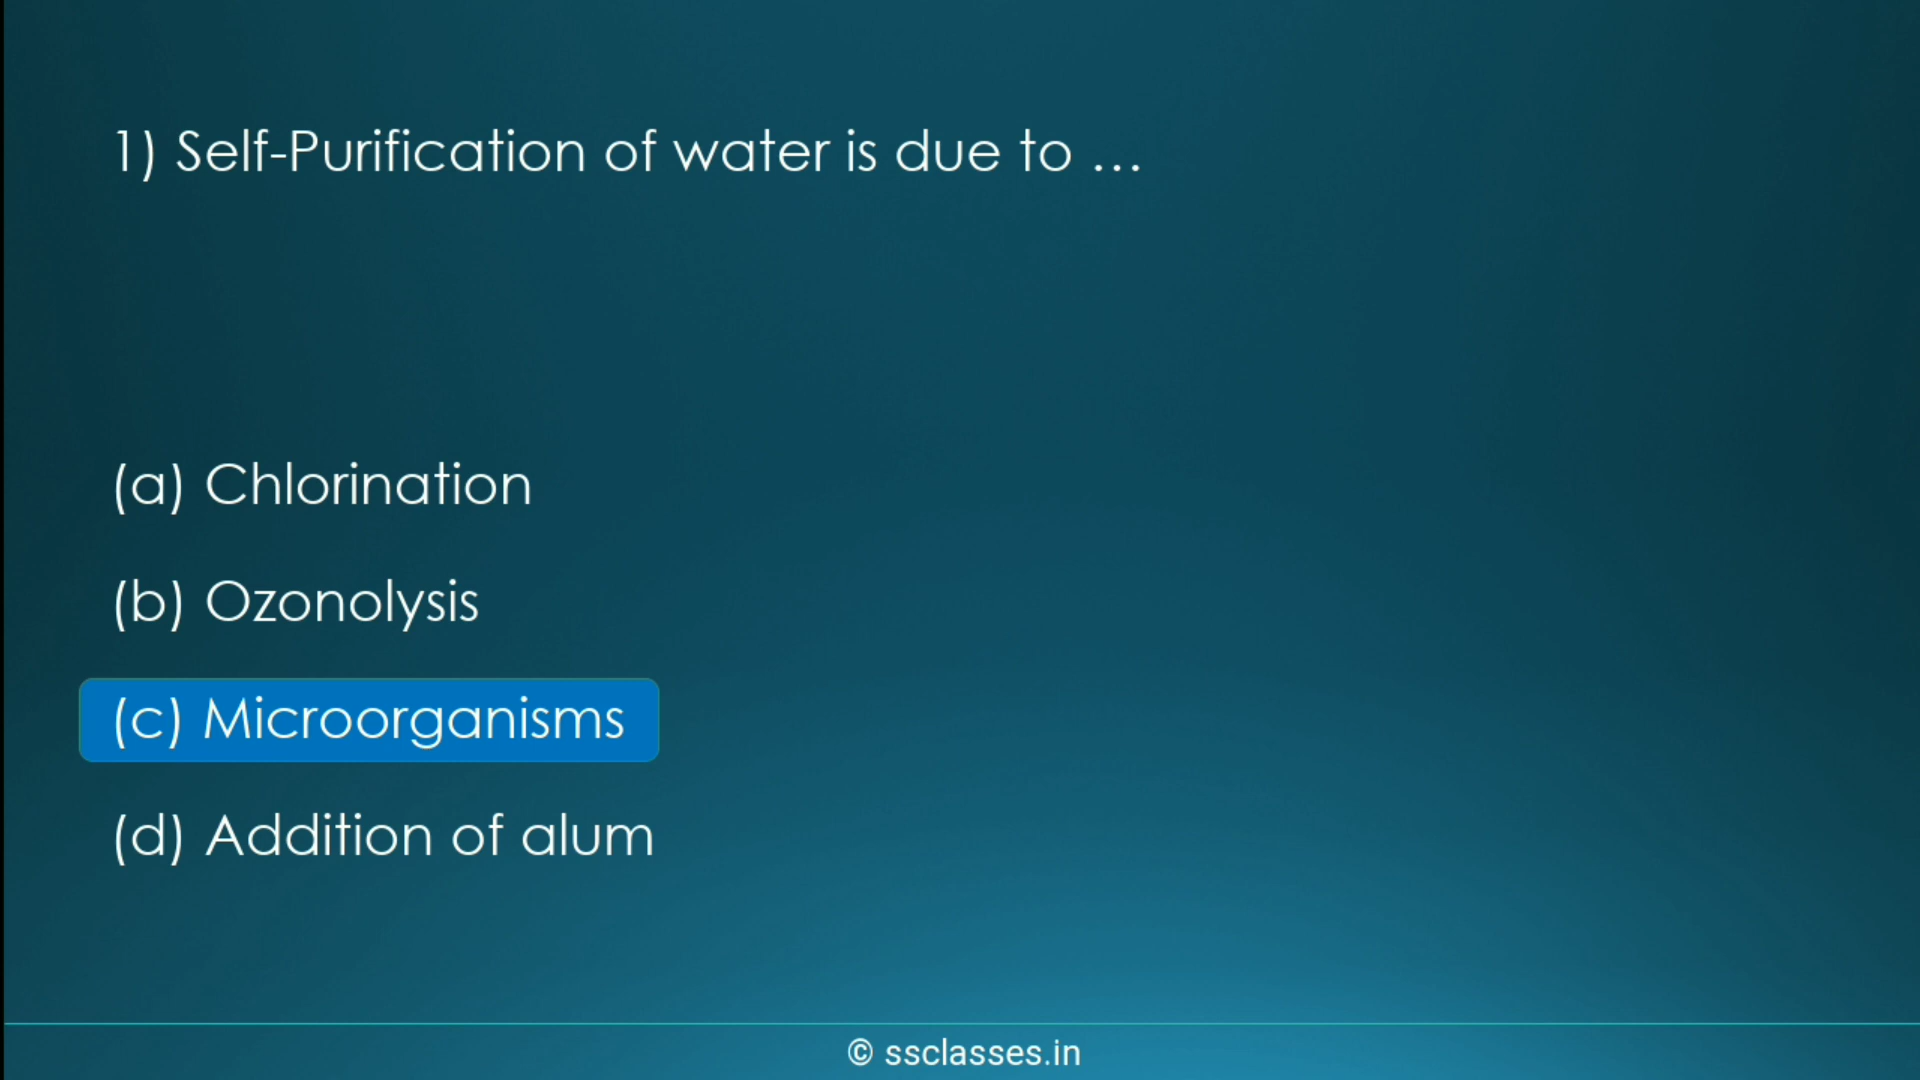 1) Self-Purification of water is due to ...
(a) Chlorination
(b) Ozonolysis
(c) Microorganisms
(d) Addition of alum
© ssclasses.in